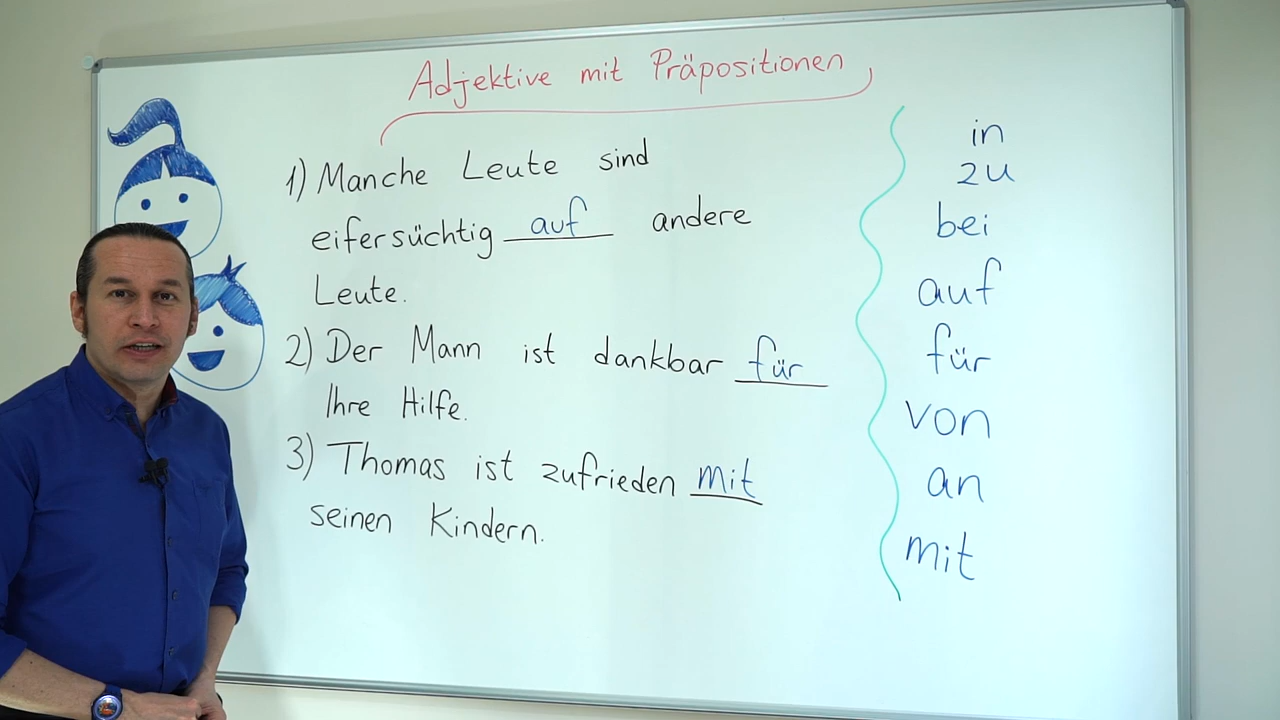 Adjektive mit Präpositionen
1) Manche Leute sind
eifersüchtig auf andere
Leute.
2) Der Mann ist dankbar für
Ihre Hilfe.
3) Thomas ist zufrieden mit
seinen Kindern.
in
zu
bei
auf
für
von
an
mit